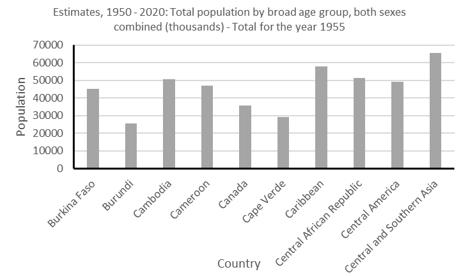 Estimates, 1950 - 2020: Total population by broad age group, both sexes
combined (thousands) - Total for the year 1955
70000
60000
50000
40000
30000
20000
10000
0
Population
Burkina Faso
Burundi
Cambodia
Cameroon
Canada
Cape Verde
Caribbean
Central African Republic
Central America
Central and Southern Asia
Country